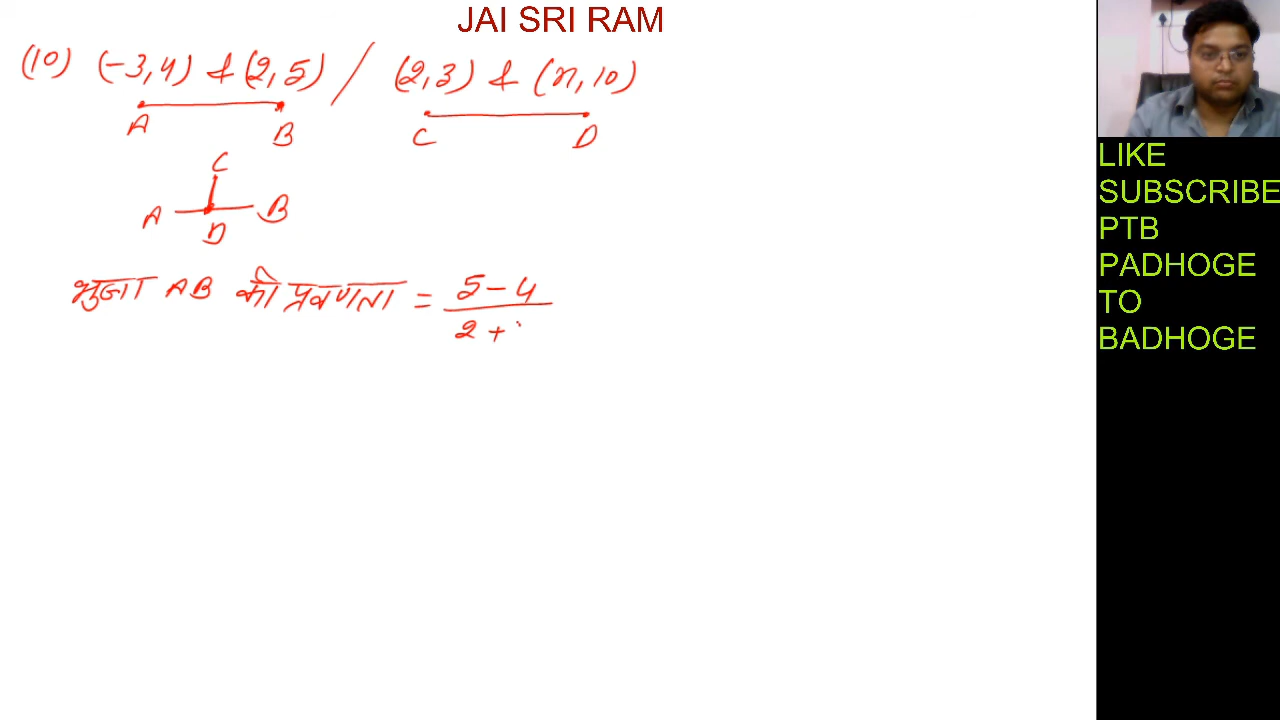 JAI SRI RAM
(10) (-3,4) & (2,5) / (2,3) & (x,10)
A B C D
C
A B
D
भुजा AB की प्रवणता = 5-4
2+
LIKE
SUBSCRIBE
PTB
PADHOGE
TO
BADHOGE